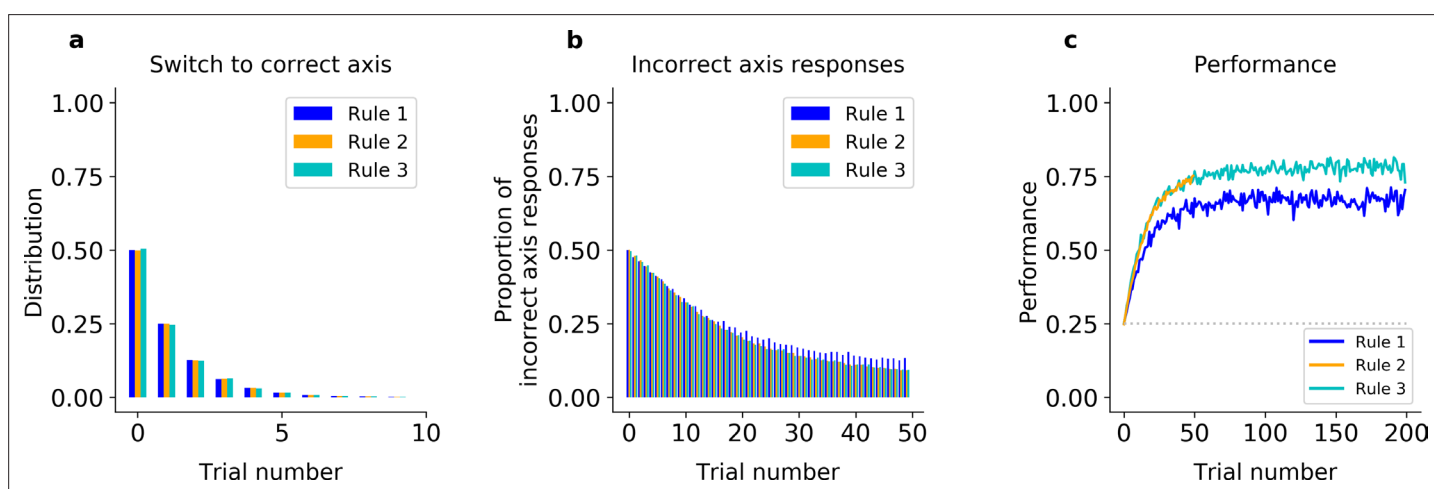 a
Switch to correct axis
1.00
0.75
0.50
0.25
0.00
Distribution
0
5
10
Trial number
Rule 1
Rule 2
Rule 3
b
Incorrect axis responses
1.00
0.75
0.50
0.25
0.00
Proportion of
incorrect axis responses
0
10
20
30
40
50
Trial number
Rule 1
Rule 2
Rule 3
c
Performance
1.00
0.75
0.50
0.25
0.00
Performance
0
50
100
150
200
Trial number
Rule 1
Rule 2
Rule 3